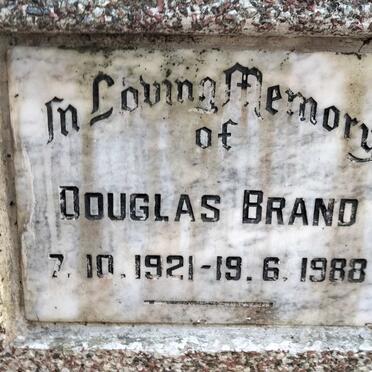 In Loving Memory
of
DOUGLAS BRAND
7.10.1921-19.6.1988